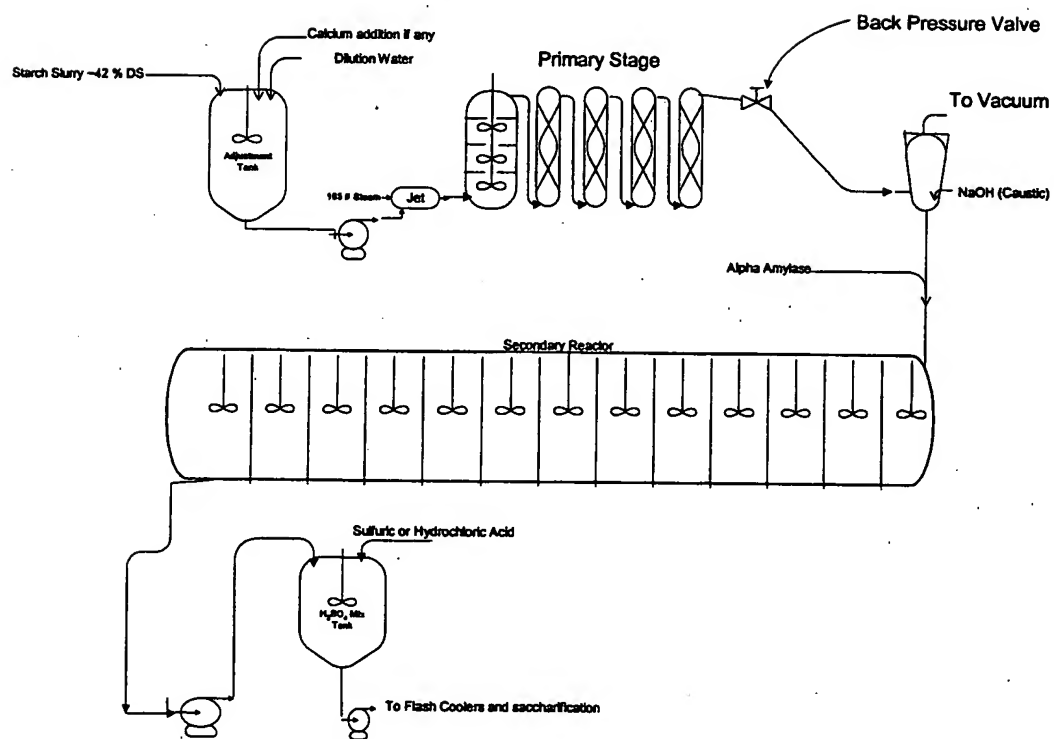 Calcium addition if any
Back Pressure Valve
Dilution Water
Starch Slurry ~42 % DS
Primary Stage
To Vacuum
Adjustment
Tank
Jet
NaOH (Caustic)
Alpha Amylase
Secondary Reactor
Sulfuric or Hydrochloric Acid
H₂SO₄ Mix
Tank
To Flash Coolers and saccharification